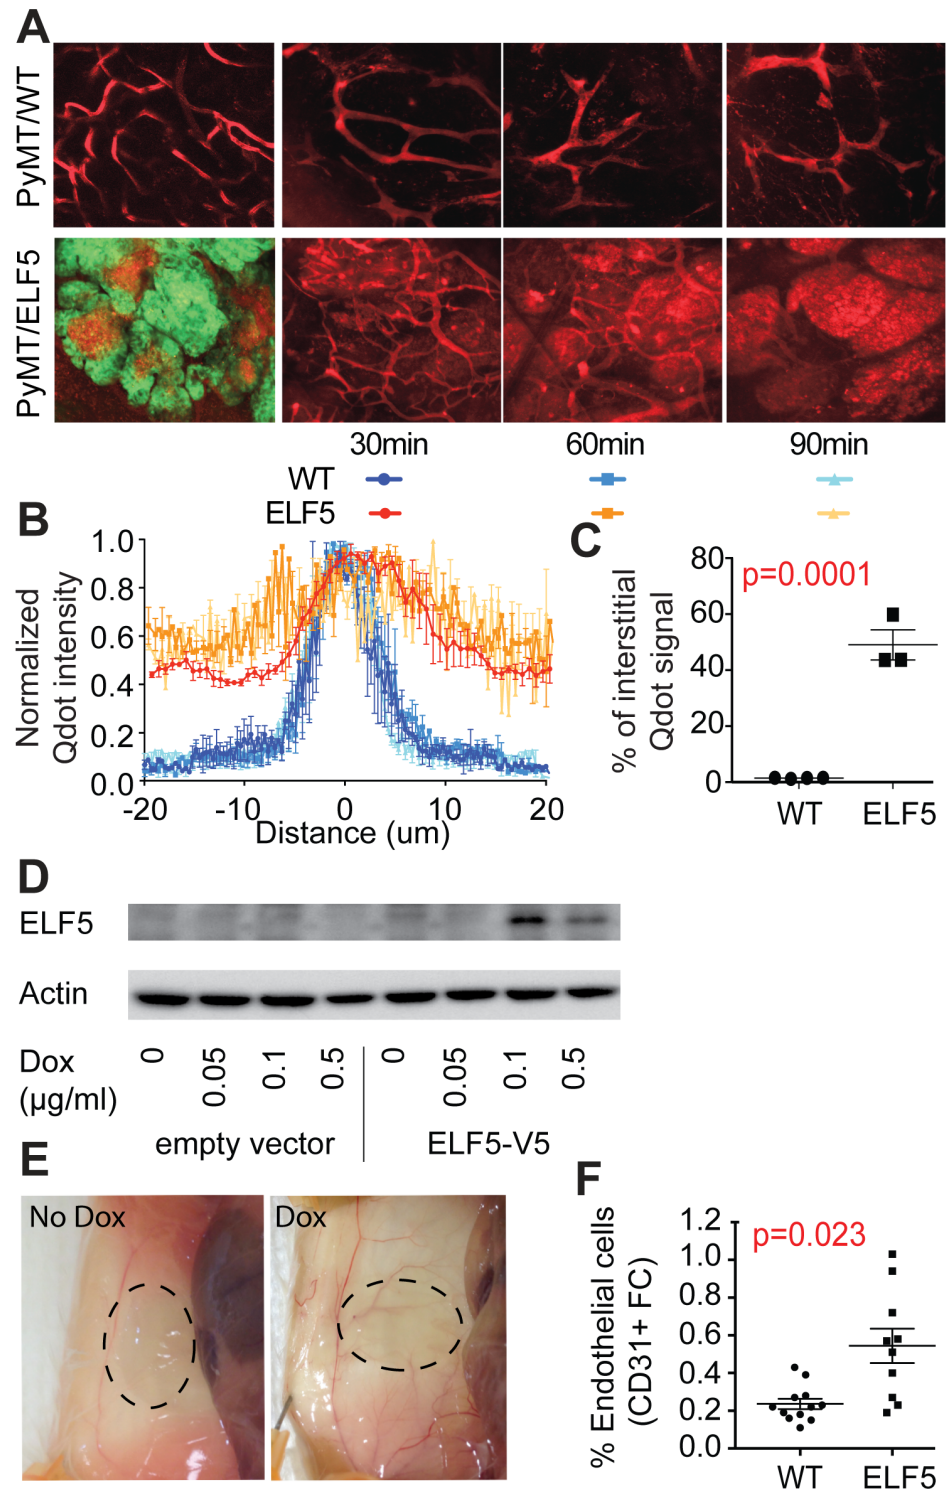 A
PyMT/WT
PyMT/ELF5
30min 60min 90min
WT
ELF5
B
1.0
0.8
0.6
0.4
0.2
0.0
Normalized
Qdot intensity
-20 -10 0 10 20
Distance (um)
C
p=0.0001
80
60
40
20
0
% of interstitial
Qdot signal
WT ELF5
D
ELF5
Actin
Dox
(µg/ml)
0 0.05 0.1 0.5 0 0.05 0.1 0.5
empty vector ELF5-V5
E
No Dox Dox
F
p=0.023
1.2
1.0
0.8
0.6
0.4
0.2
0.0
% Endothelial cells
(CD31+ FC)
WT ELF5